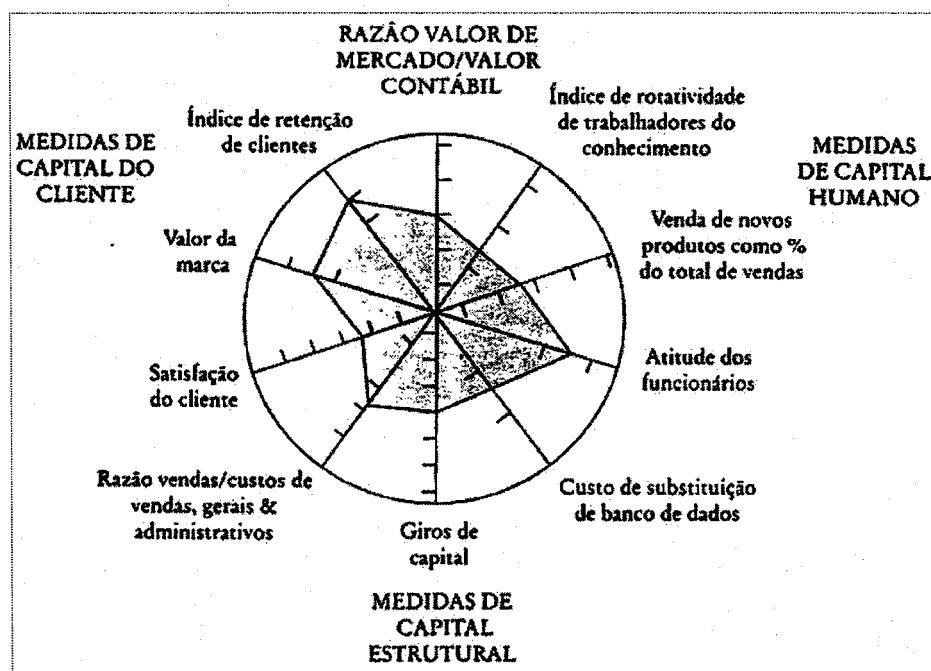 RAZÃO VALOR DE
MERCADO/VALOR
CONTÁBIL
Índice de retenção
de clientes
Índice de rotatividade
de trabalhadores do
conhecimento
MEDIDAS DE
CAPITAL DO
CLIENTE
MEDIDAS
DE CAPITAL
HUMANO
Valor da
marca
Venda de novos
produtos como %
do total de vendas
Satisfação
do cliente
Atitude dos
funcionários
Razão vendas/custos de
vendas, gerais &
administrativos
Giros de
capital
Custo de substituição
de banco de dados
MEDIDAS DE
CAPITAL
ESTRUTURAL